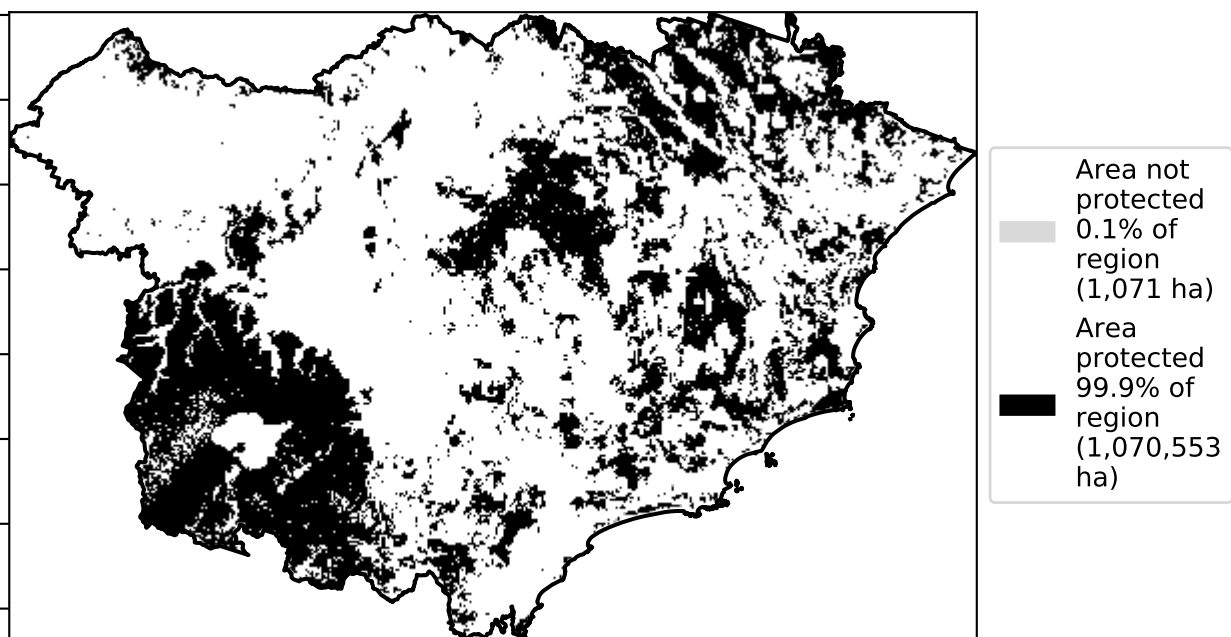 Area not
protected
0.1% of
region
(1,071 ha)
Area
protected
99.9% of
region
(1,070,553
ha)